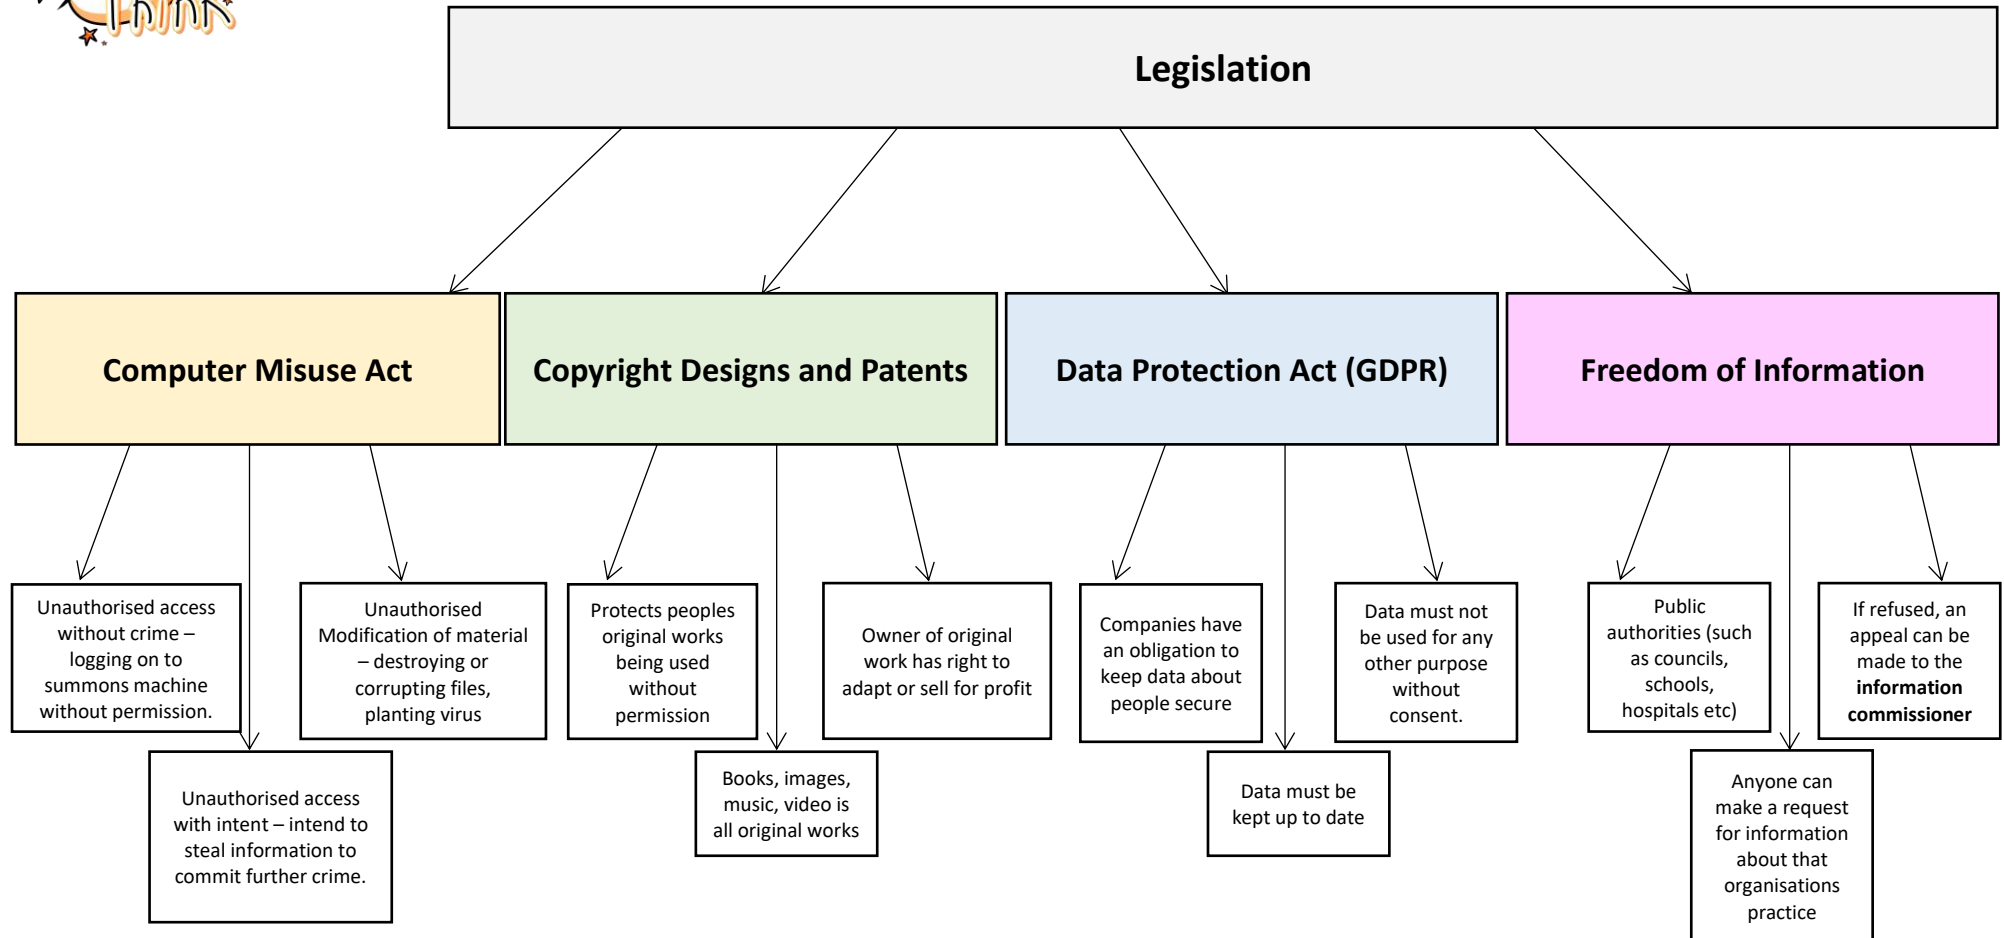 Think
Legislation
Computer Misuse Act
Copyright Designs and Patents
Data Protection Act (GDPR)
Freedom of Information
Unauthorised access
without crime –
logging on to
summons machine
without permission.
Unauthorised
Modification of material
– destroying or
corrupting files,
planting virus
Protects peoples
original works
being used
without
permission
Owner of original
work has right to
adapt or sell for profit
Companies have
an obligation to
keep data about
people secure
Data must not
be used for any
other purpose
without
consent.
Public
authorities (such
as councils,
schools,
hospitals etc)
If refused, an
appeal can be
made to the
information
commissioner
Unauthorised access
with intent – intend to
steal information to
commit further crime.
Books, images,
music, video is
all original works
Data must be
kept up to date
Anyone can
make a request
for information
about that
organisations
practice